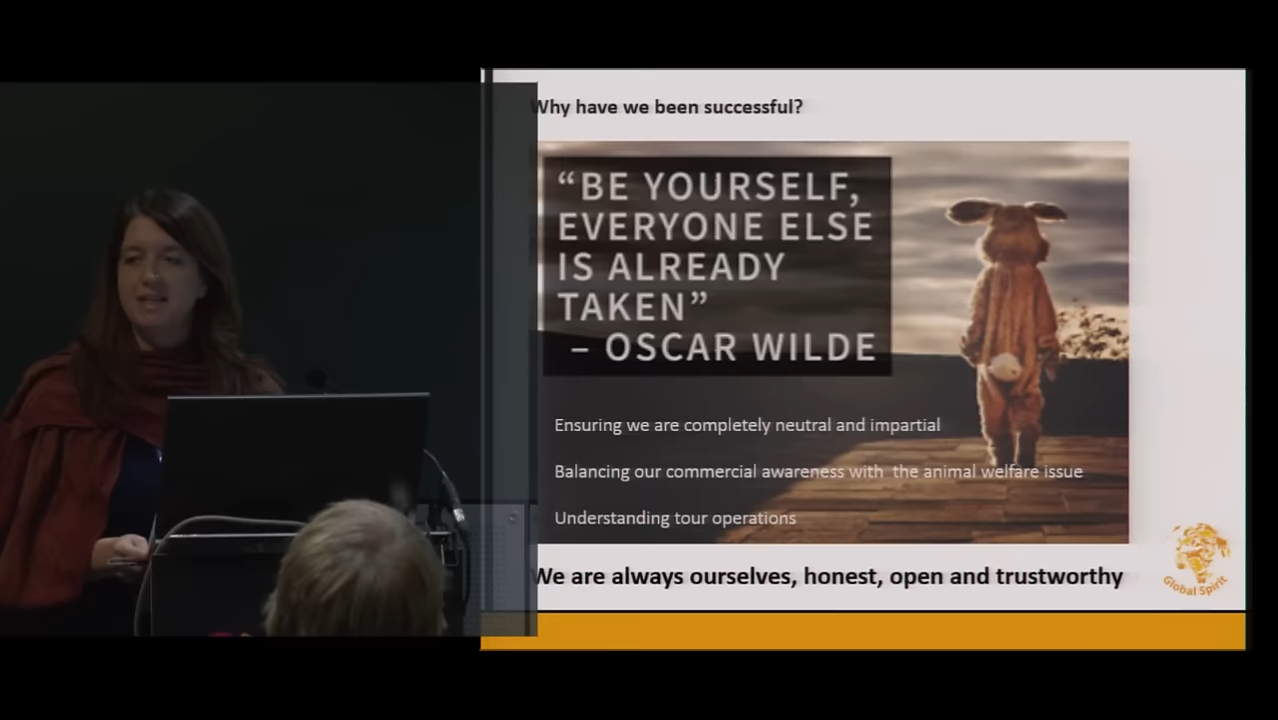 Why have we been successful?
“BE YOURSELF,
EVERYONE ELSE
IS ALREADY
TAKEN”
– OSCAR WILDE
Ensuring we are completely neutral and impartial
Balancing our commercial awareness with the animal welfare issue
Understanding tour operations
We are always ourselves, honest, open and trustworthy
Global Spirit